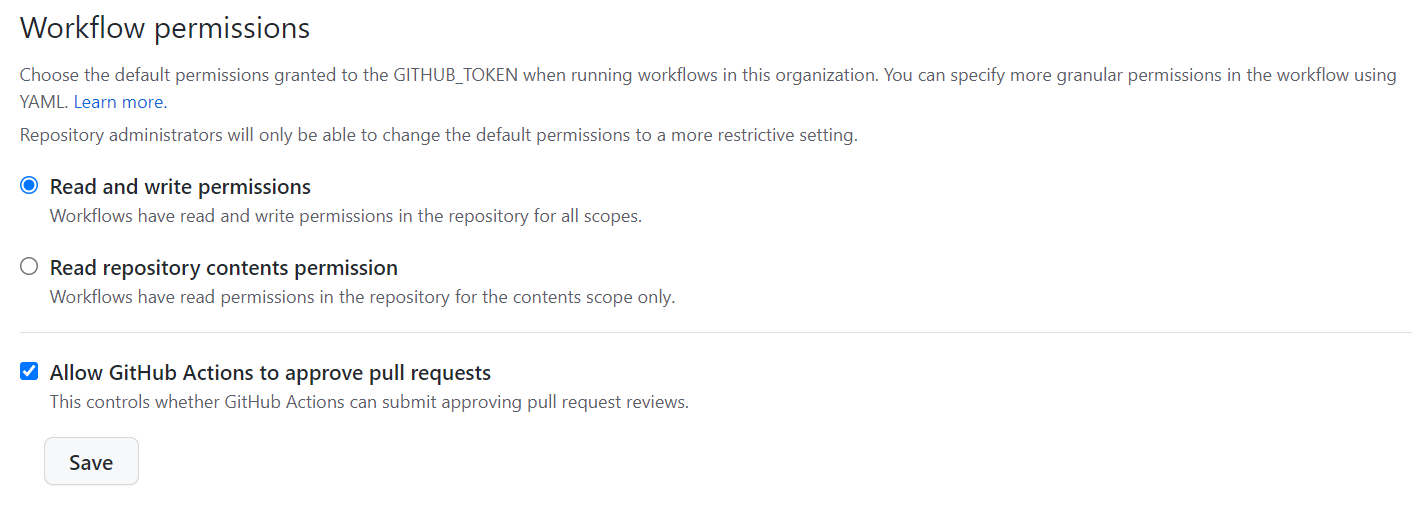 Workflow permissions
Choose the default permissions granted to the GITHUB_TOKEN when running workflows in this organization. You can specify more granular permissions in the workflow using
YAML. Learn more.
Repository administrators will only be able to change the default permissions to a more restrictive setting.
Read and write permissions
Workflows have read and write permissions in the repository for all scopes.
Read repository contents permission
Workflows have read permissions in the repository for the contents scope only.
Allow GitHub Actions to approve pull requests
This controls whether GitHub Actions can submit approving pull request reviews.
Save